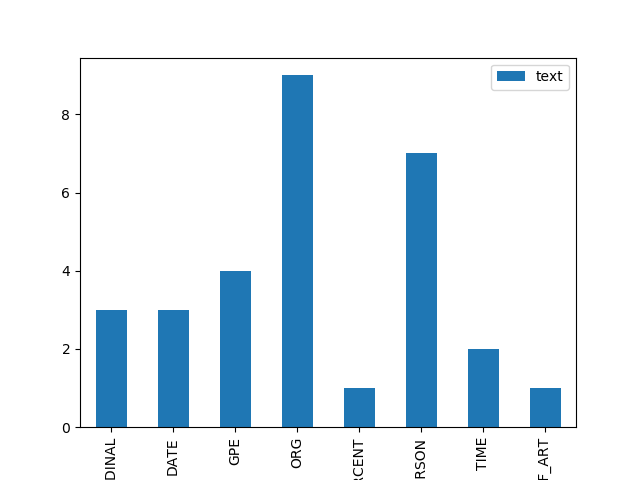 text
8
6
4
2
0
DINAL
DATE
GPE
ORG
RCENT
RSON
TIME
F_ART